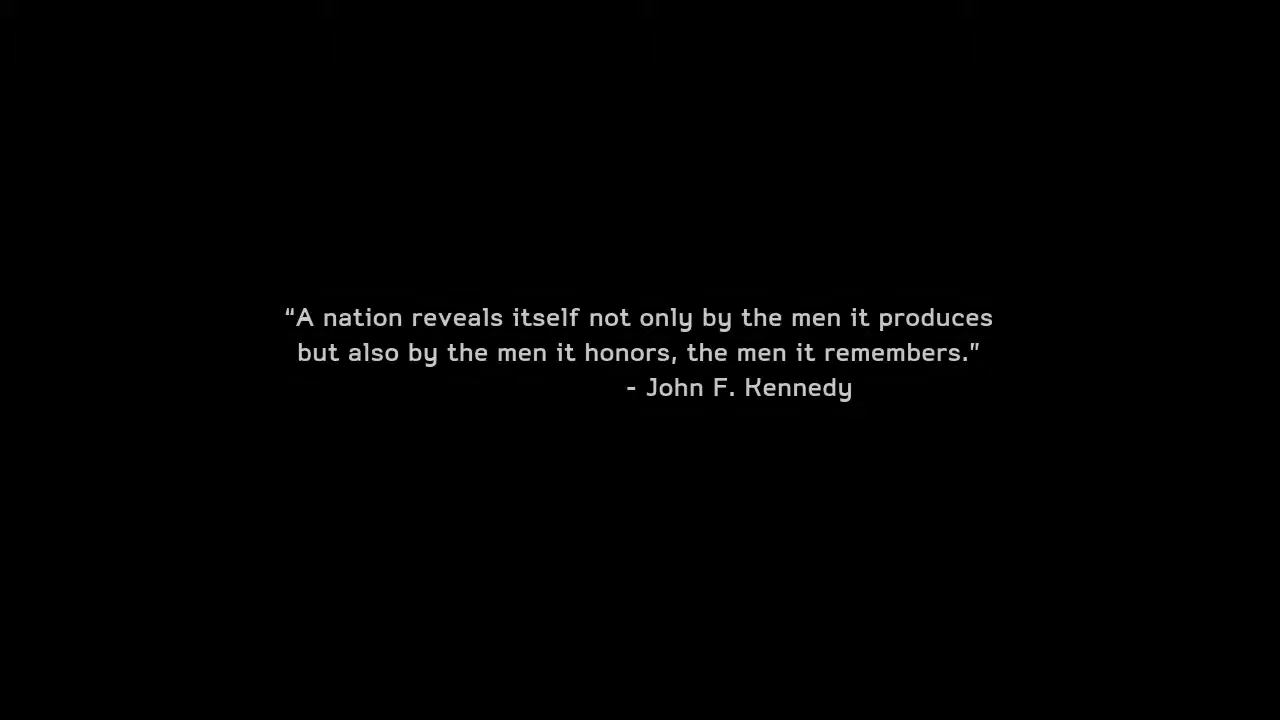 “A nation reveals itself not only by the men it produces
but also by the men it honors, the men it remembers.”
- John F. Kennedy